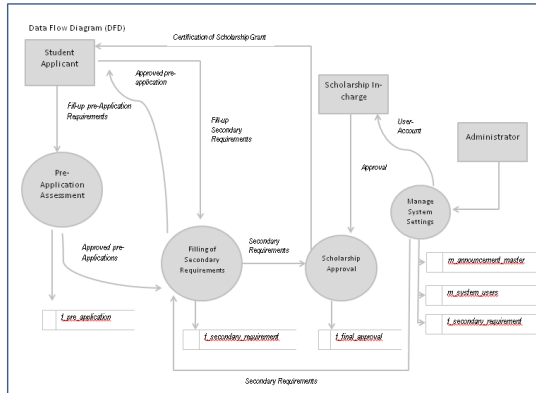 Data Flow Diagram (DFD)
Certification of Scholarship Grant
Student
Applicant
Approved pre-
application
Scholarship In-
charge
Fill-up pre-Application
Requirements
Fill-up
Secondary
Requirements
User-
Account
Administrator
Approval
Pre-
Application
Assessment
Manage
System
Settings
Approved pre-
Applications
Filling of
Secondary
Requirements
Secondary
Requirements
Scholarship
Approval
m_announcement_master
m_system_users
t_pre_application
t_secondary_requirement
t_final_approval
t_secondary_requirement
Secondary Requirements